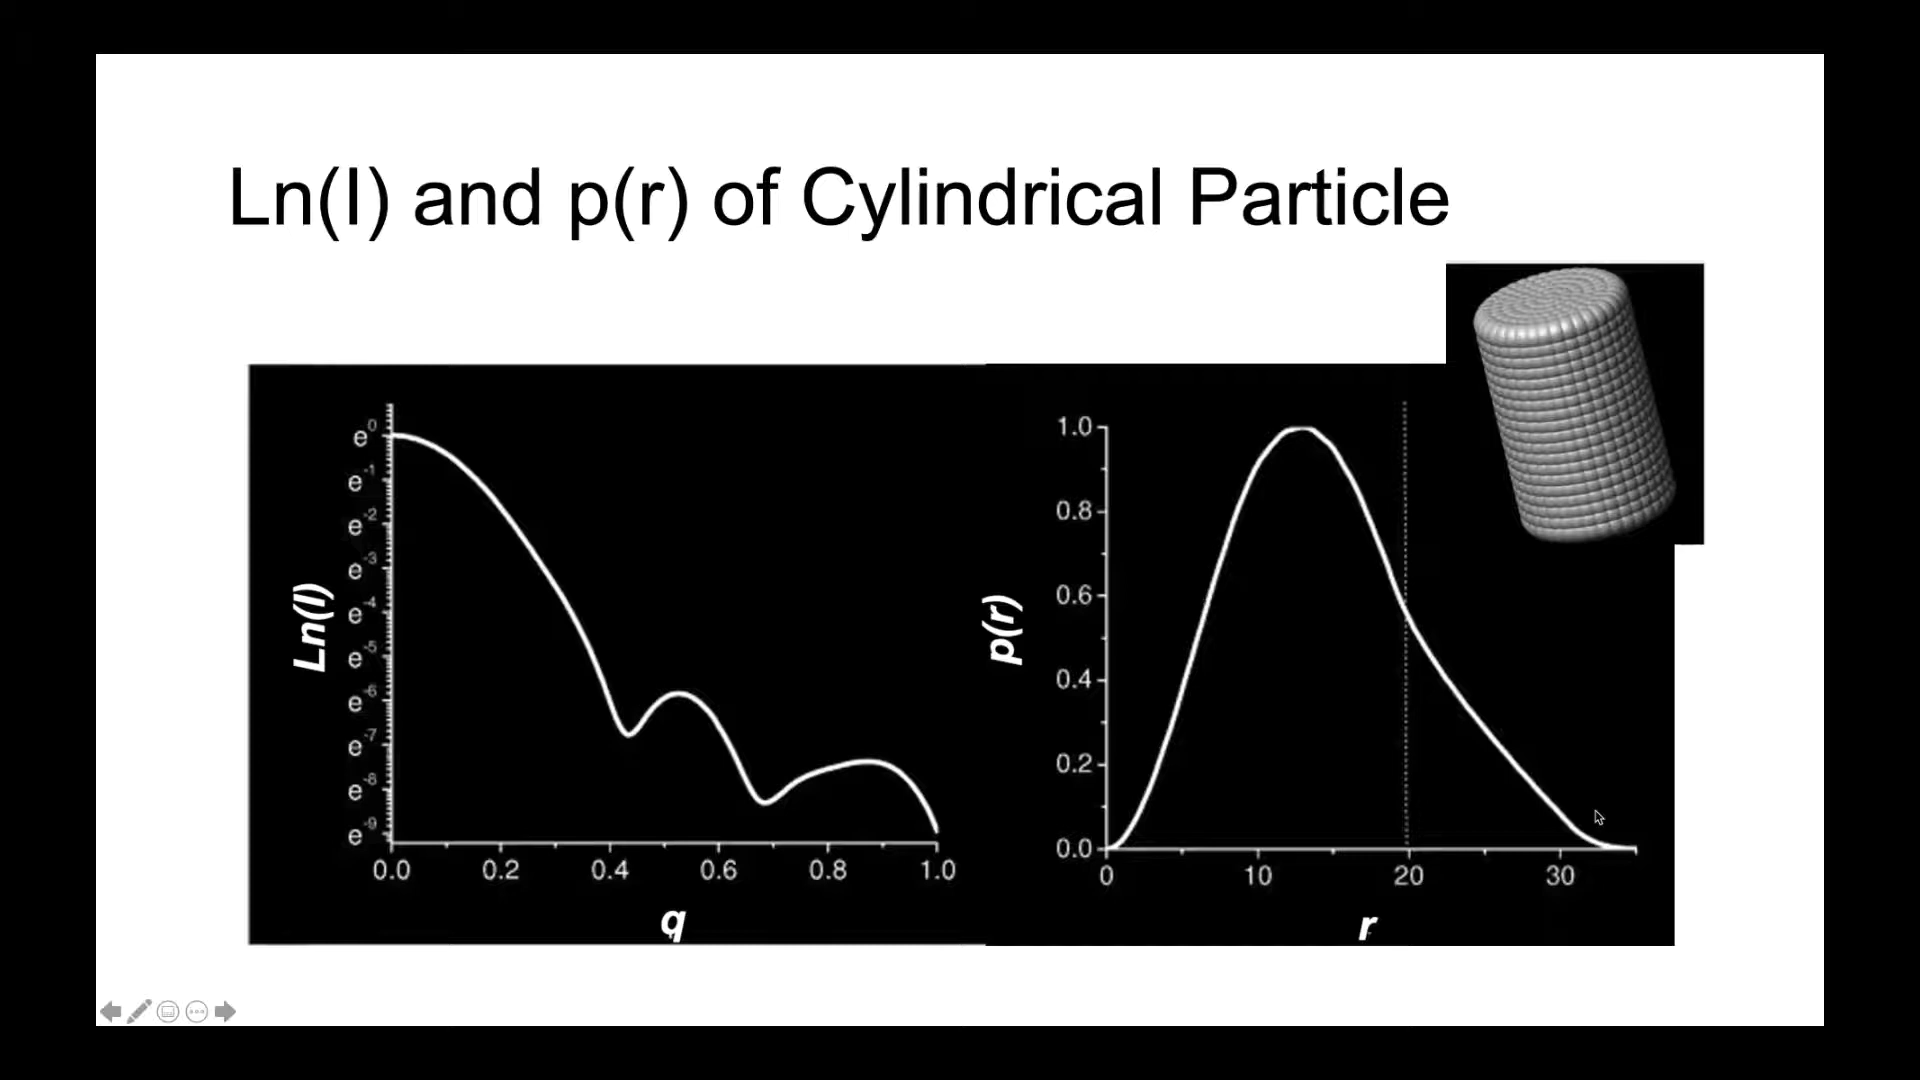 Ln(I) and p(r) of Cylindrical Particle
Ln(I)
e0
e-1
e-2
e-3
e-4
e-5
e-6
e-7
e-8
e-9
0.0 0.2 0.4 0.6 0.8 1.0
q
p(r)
1.0
0.8
0.6
0.4
0.2
0.0
0 10 20 30
r